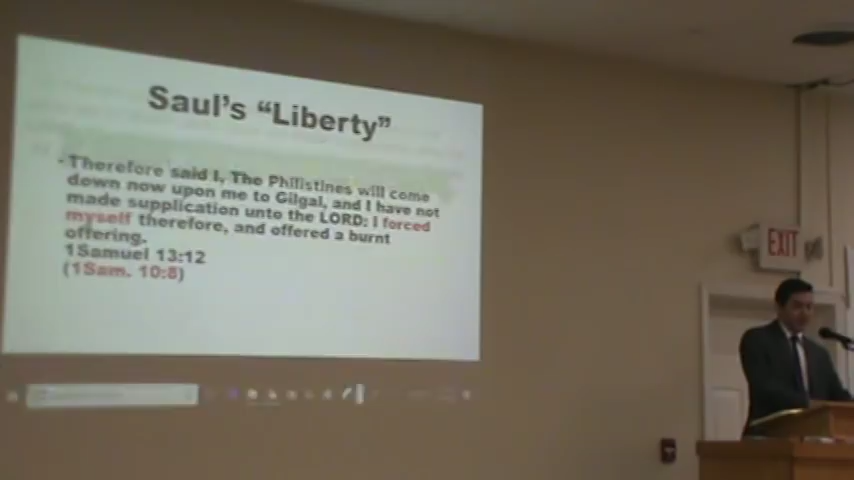 Saul's "Liberty"
- Therefore said I, The Philistines will come
down now upon me to Gilgal, and I have not
made supplication unto the LORD: I forced
myself therefore, and offered a burnt
offering.
1Samuel 13:12
(1Sam. 10:8)
EXIT